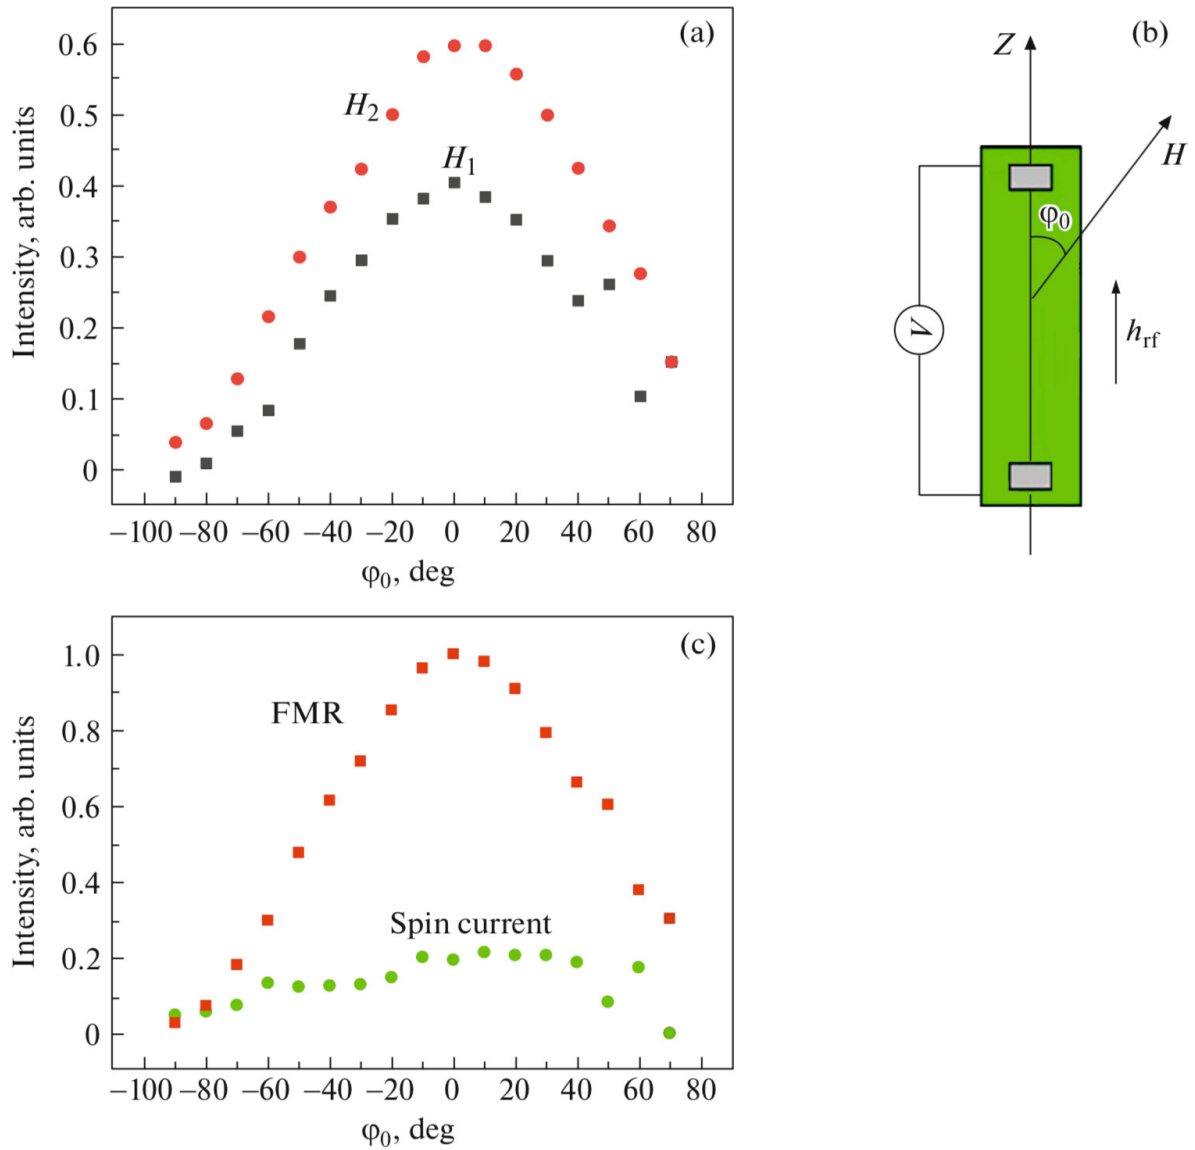 (a)
0.6
0.5
0.4
0.3
0.2
0.1
0
Intensity, arb. units
H₂
H₁
−100 −80 −60 −40 −20 0 20 40 60 80
φ₀, deg
(b)
Z
H
φ₀
V
hrf
(c)
1.0
0.8
0.6
0.4
0.2
0
Intensity, arb. units
FMR
Spin current
−100 −80 −60 −40 −20 0 20 40 60 80
φ₀, deg